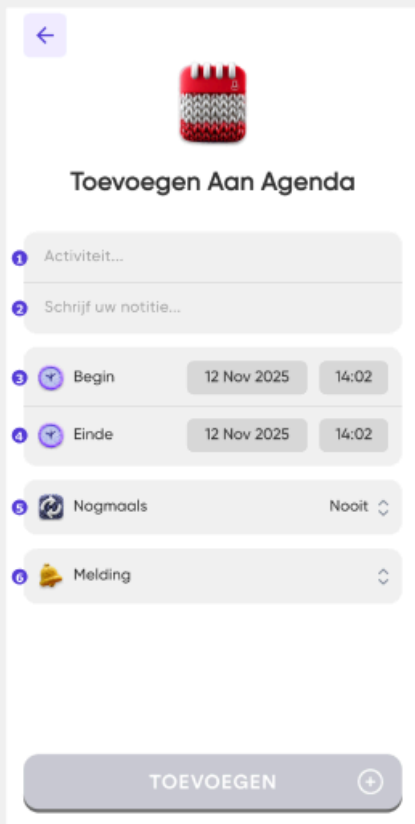 Toevoegen Aan Agenda
1 Activiteit...
2 Schrijf uw notitie...
3 Begin 12 Nov 2025 14:02
4 Einde 12 Nov 2025 14:02
5 Nogmaals Nooit
6 Melding
TOEVOEGEN